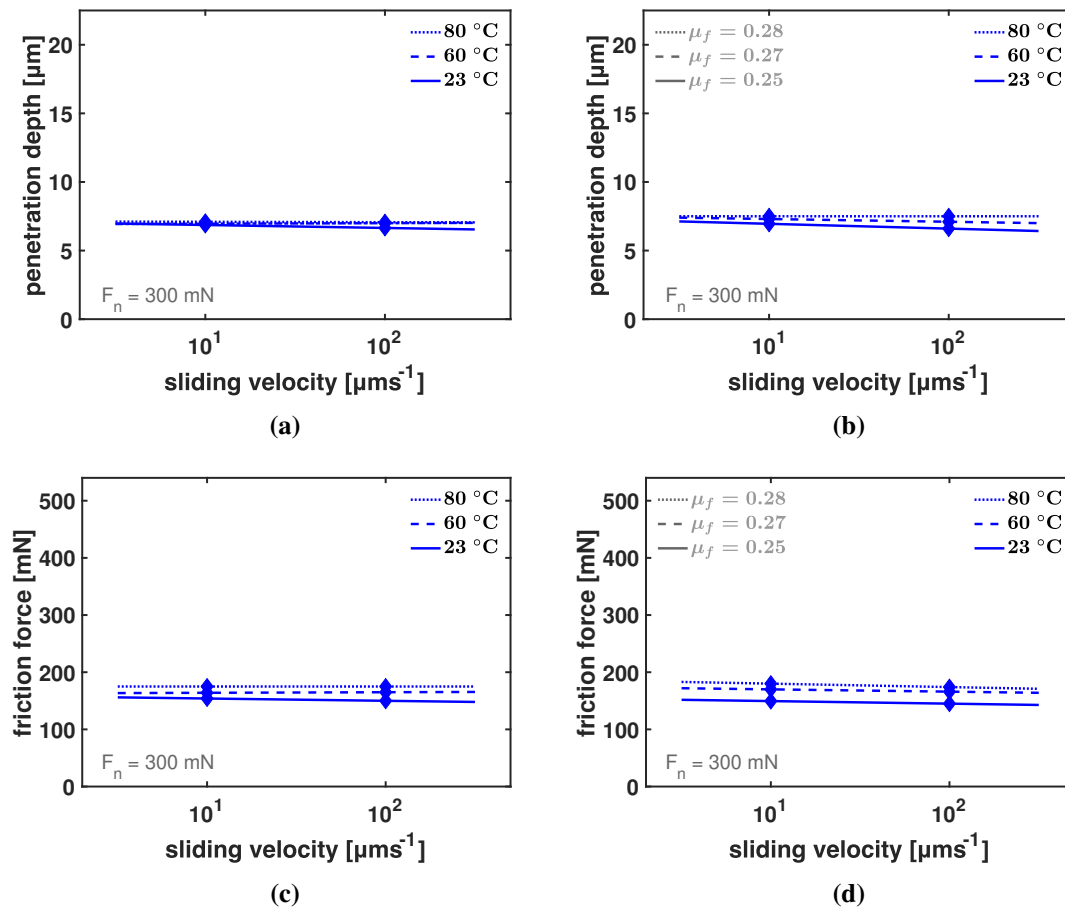 penetration depth [µm]
20
15
10
5
0
80 °C
60 °C
23 °C
F_n = 300 mN
10^1
10^2
sliding velocity [µms^-1]
(a)
penetration depth [µm]
20
15
10
5
0
μ_f = 0.28
μ_f = 0.27
μ_f = 0.25
80 °C
60 °C
23 °C
F_n = 300 mN
10^1
10^2
sliding velocity [µms^-1]
(b)
friction force [mN]
500
400
300
200
100
0
80 °C
60 °C
23 °C
F_n = 300 mN
10^1
10^2
sliding velocity [µms^-1]
(c)
friction force [mN]
500
400
300
200
100
0
μ_f = 0.28
μ_f = 0.27
μ_f = 0.25
80 °C
60 °C
23 °C
F_n = 300 mN
10^1
10^2
sliding velocity [µms^-1]
(d)